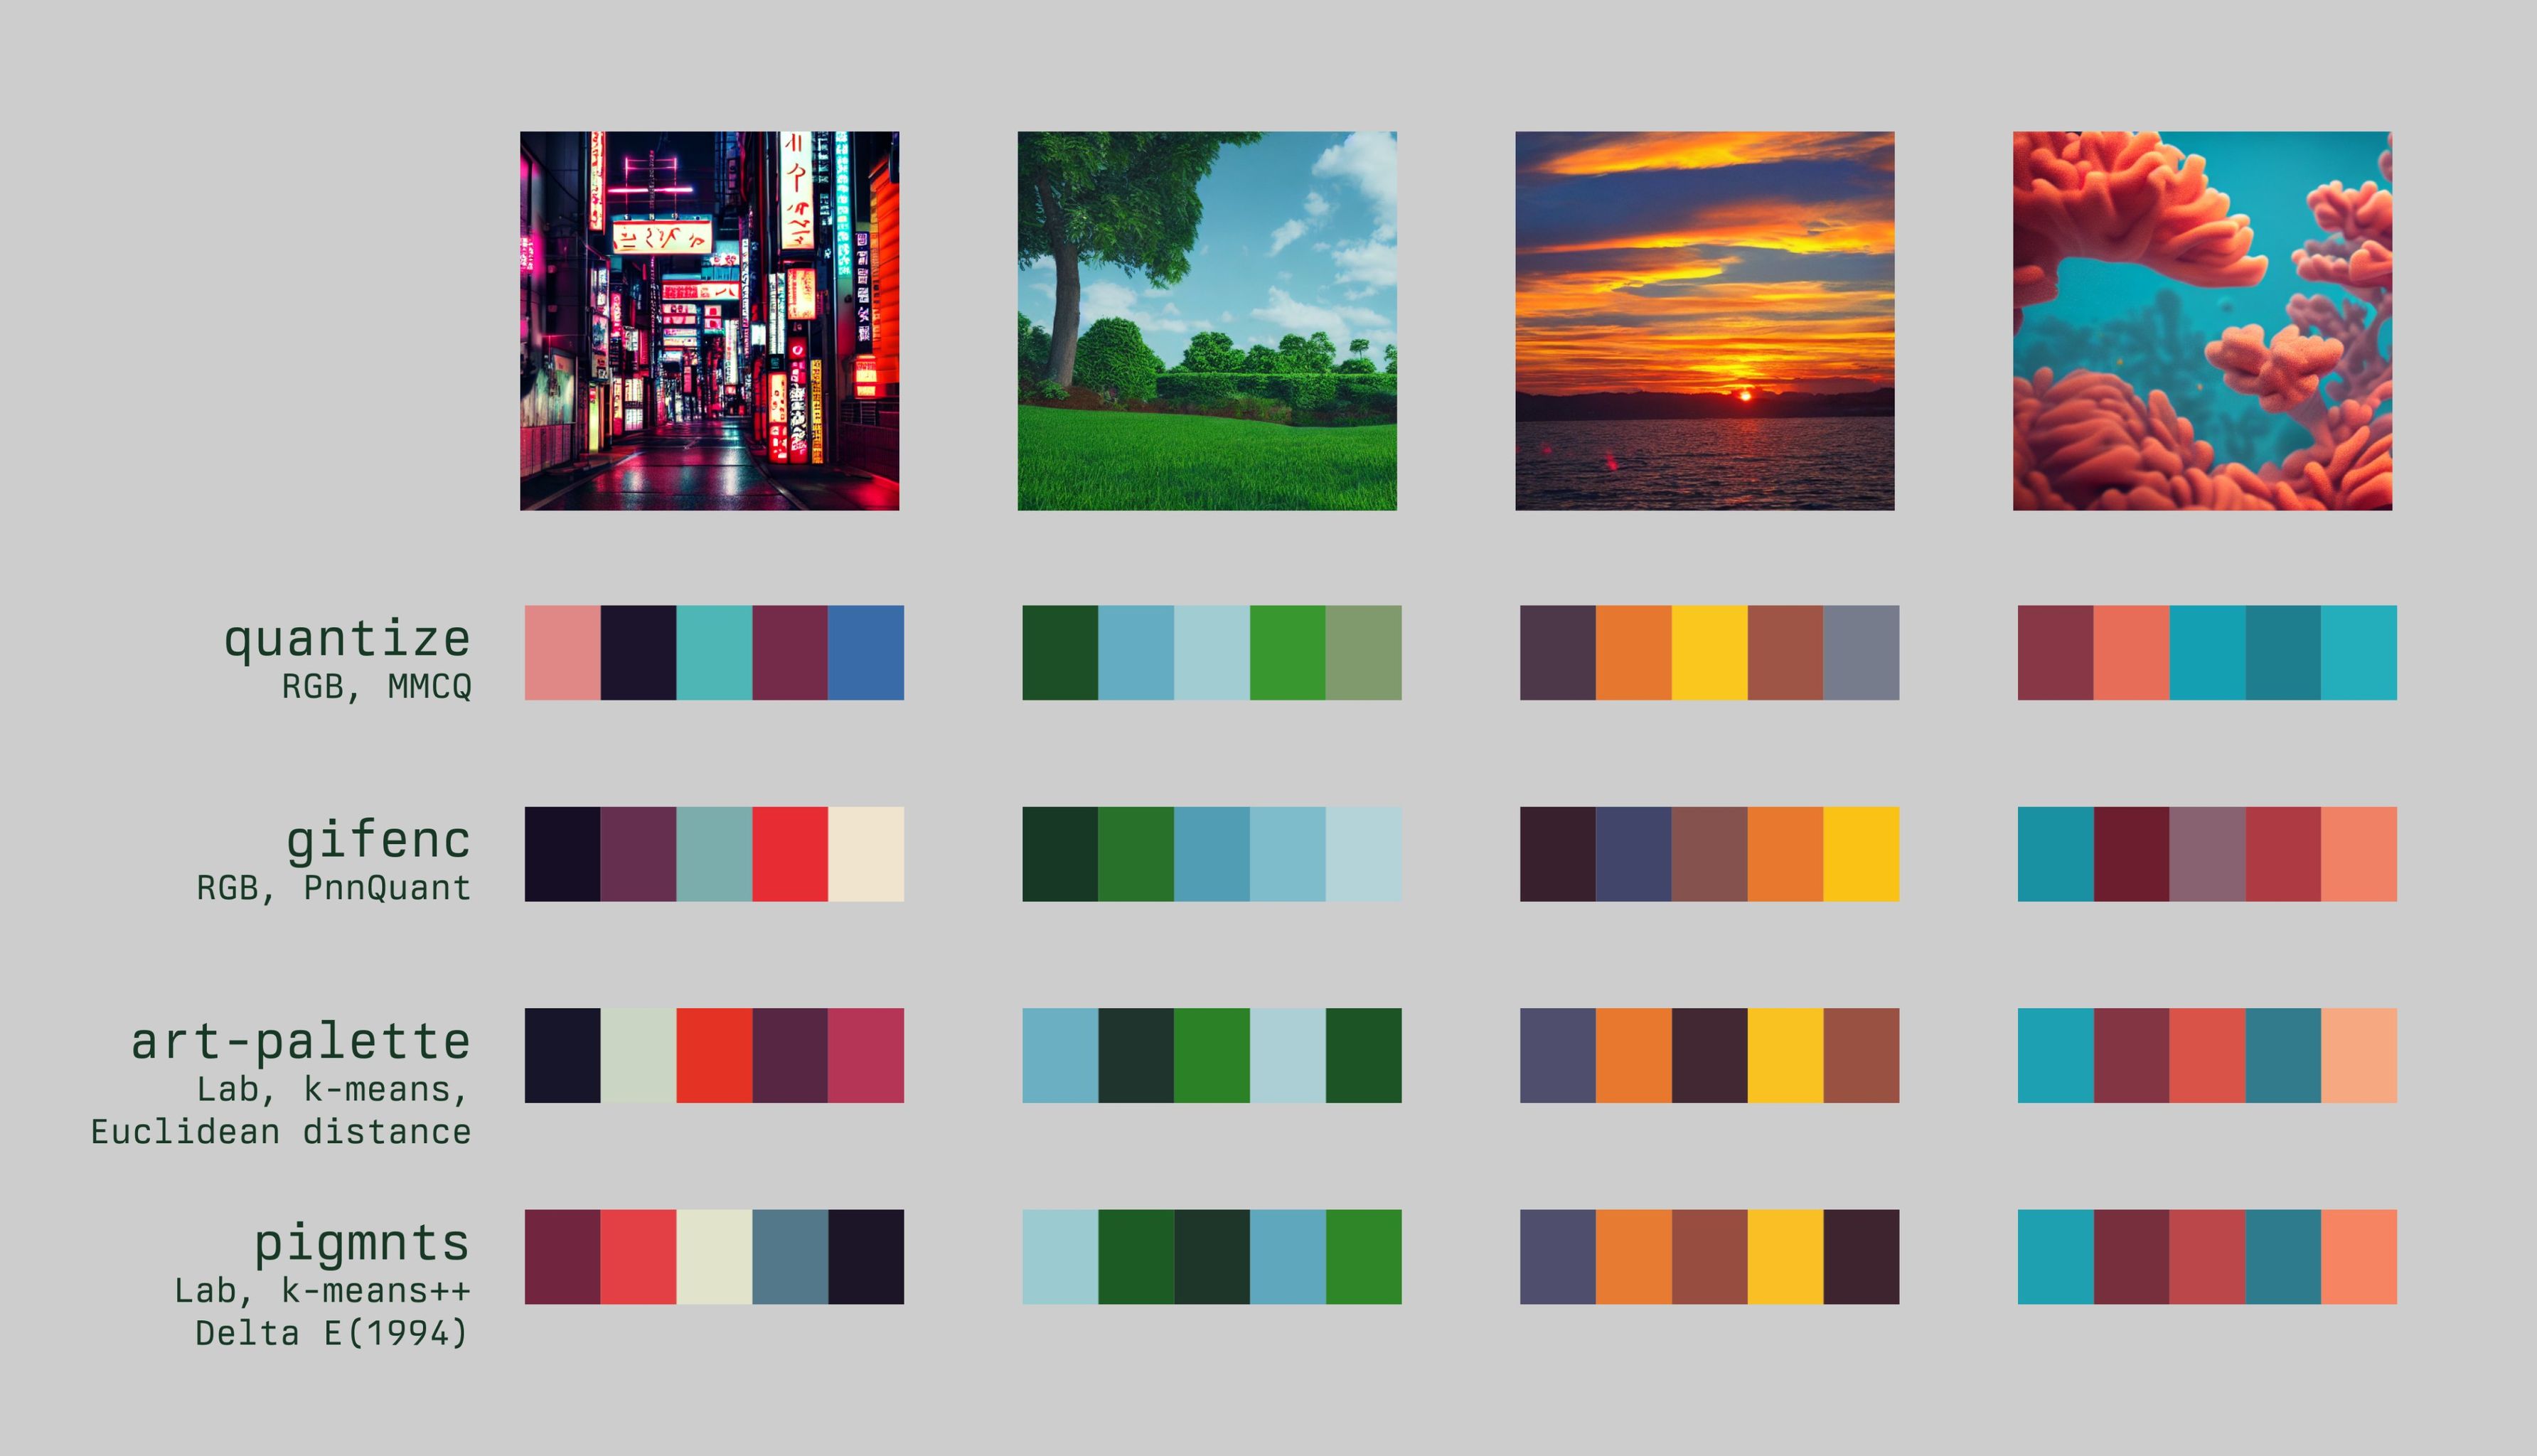 quantize
RGB, MMCQ
gifenc
RGB, PnnQuant
art-palette
Lab, k-means,
Euclidean distance
pigmnts
Lab, k-means++
Delta E(1994)